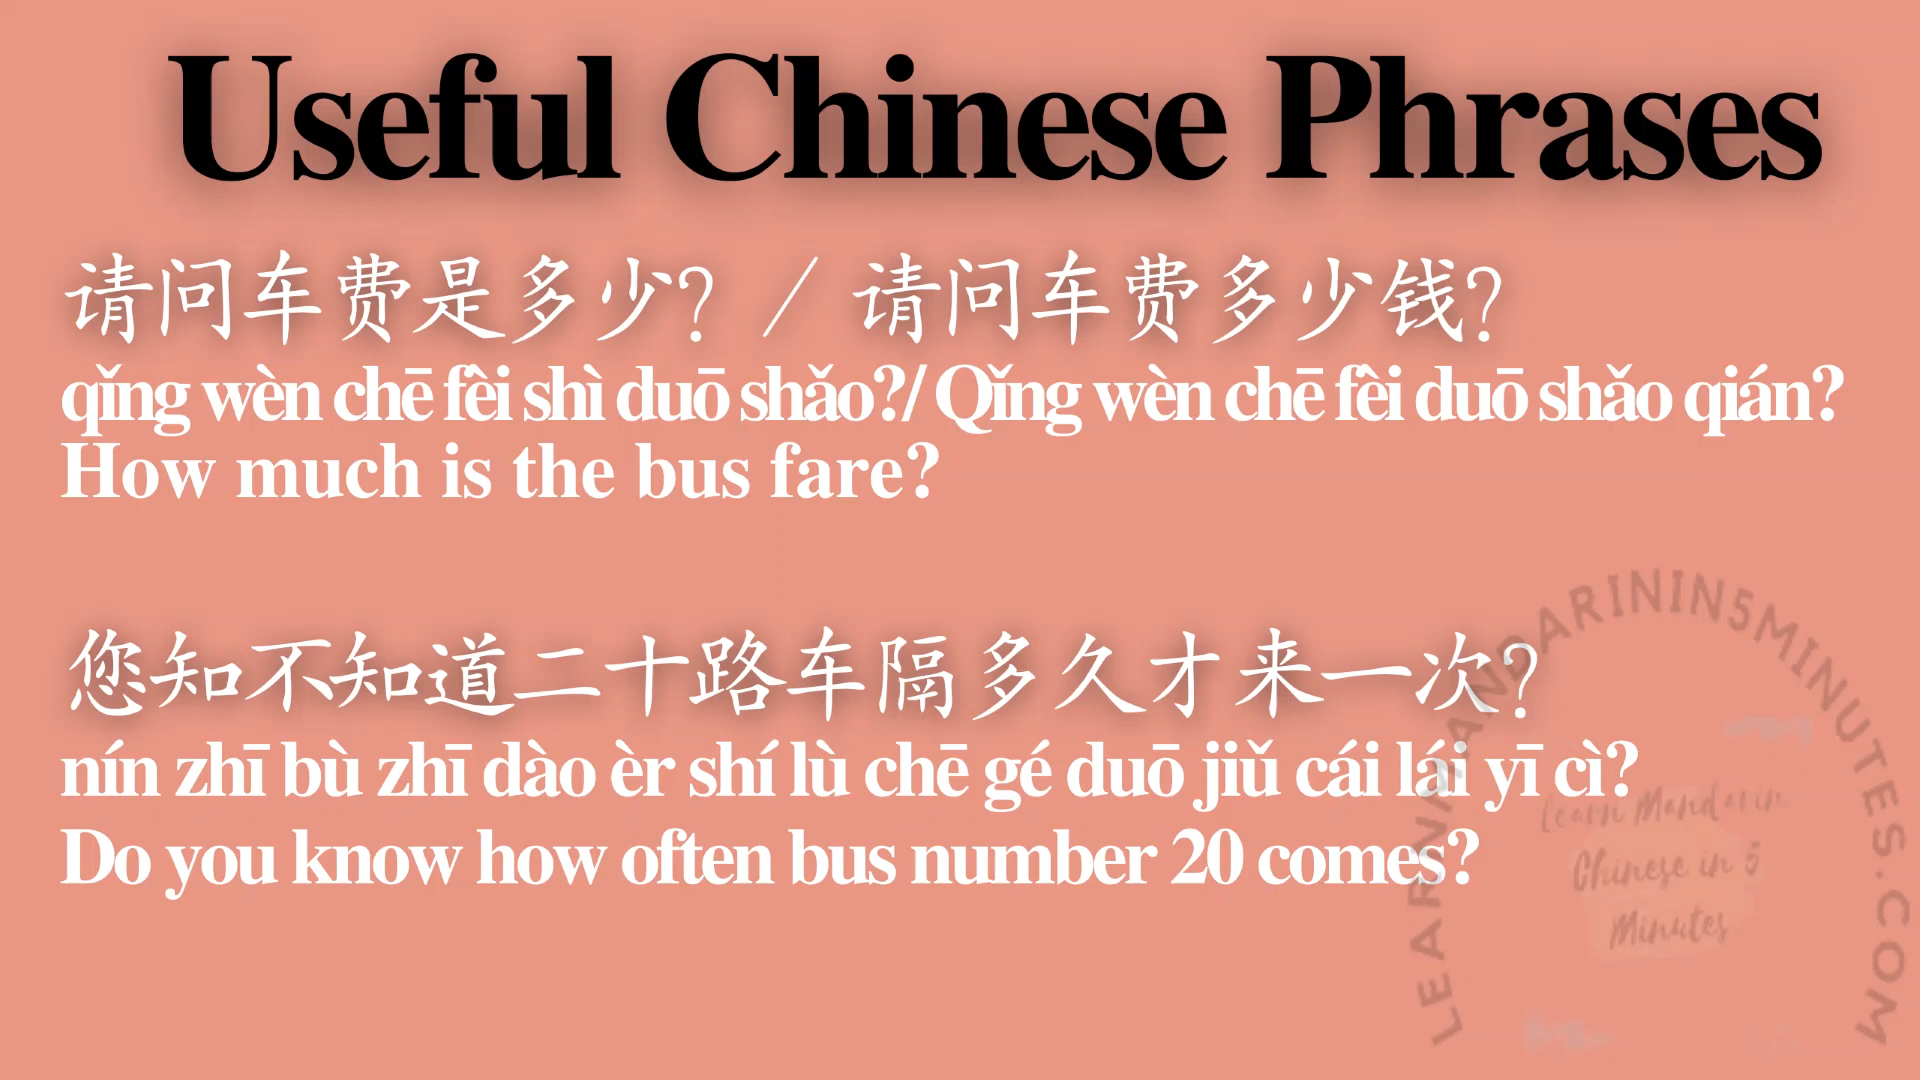 Useful Chinese Phrases
请问车费是多少? / 请问车费多少钱?
qǐng wèn chē fèi shì duō shǎo?/ Qǐng wèn chē fèi duō shǎo qián?
How much is the bus fare?
您知不知道二十路车隔多久才来一次?
nín zhī bù zhī dào èr shí lù chē gé duō jiǔ cái lái yī cì?
Do you know how often bus number 20 comes?
LEARNMANDARININ5MINUTES.COM
Learn Mandarin
Chinese in 5
Minutes